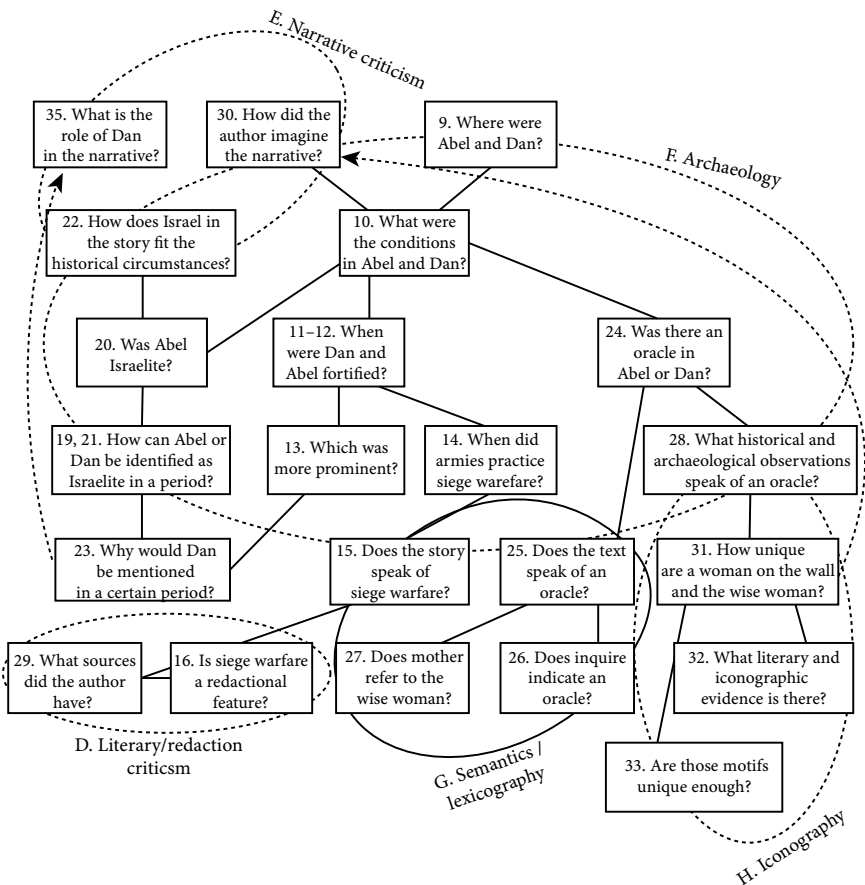 E. Narrative criticism
35. What is the
role of Dan
in the narrative?
30. How did the
author imagine
the narrative?
9. Where were
Abel and Dan?
F. Archaeology
22. How does Israel in
the story fit the
historical circumstances?
10. What were
the conditions
in Abel and Dan?
20. Was Abel
Israelite?
11–12. When
were Dan and
Abel fortified?
24. Was there an
oracle in
Abel or Dan?
19, 21. How can Abel or
Dan be identified as
Israelite in a period?
13. Which was
more prominent?
14. When did
armies practice
siege warefare?
28. What historical and
archaeological observations
speak of an oracle?
23. Why would Dan
be mentioned
in a certain period?
15. Does the story
speak of
siege warfare?
25. Does the text
speak of an
oracle?
31. How unique
are a woman on the wall
and the wise woman?
29. What sources
did the author
have?
16. Is siege warfare
a redactional
feature?
27. Does mother
refer to the
wise woman?
26. Does inquire
indicate an
oracle?
32. What literary and
iconographic
evidence is there?
D. Literary/redaction
criticsm
G. Semantics /
lexicography
33. Are those motifs
unique enough?
H. Iconography